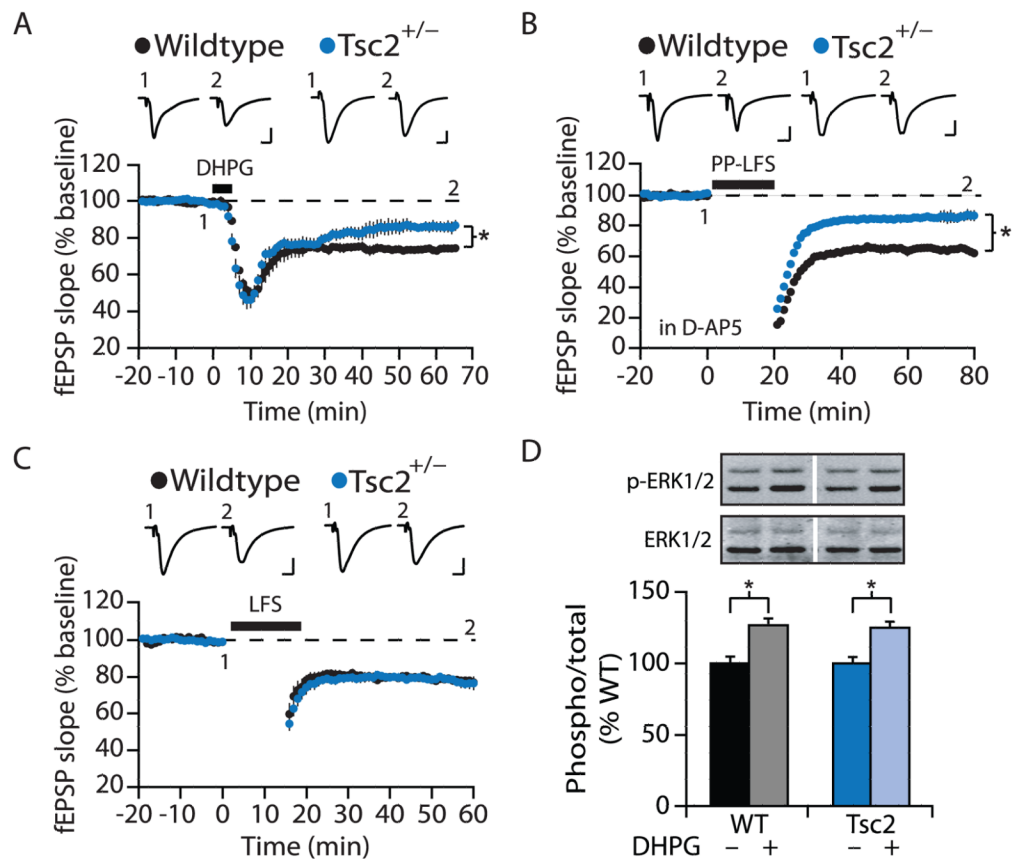 A
Wildtype Tsc2+/−
1 2 1 2
fEPSP slope (% baseline)
120
100
80
60
40
20
DHPG
1
2
*
-20 -10 0 10 20 30 40 50 60 70
Time (min)
B
Wildtype Tsc2+/−
1 2 1 2
fEPSP slope (% baseline)
120
100
80
60
40
20
0
PP-LFS
1
2
*
in D-AP5
-20 0 20 40 60 80
Time (min)
C
Wildtype Tsc2+/−
1 2 1 2
fEPSP slope (% baseline)
120
100
80
60
40
20
LFS
1
2
-20 -10 0 10 20 30 40 50 60
Time (min)
D
p-ERK1/2
ERK1/2
Phospho/total
(% WT)
150
100
50
0
* *
WT Tsc2
DHPG − + − +